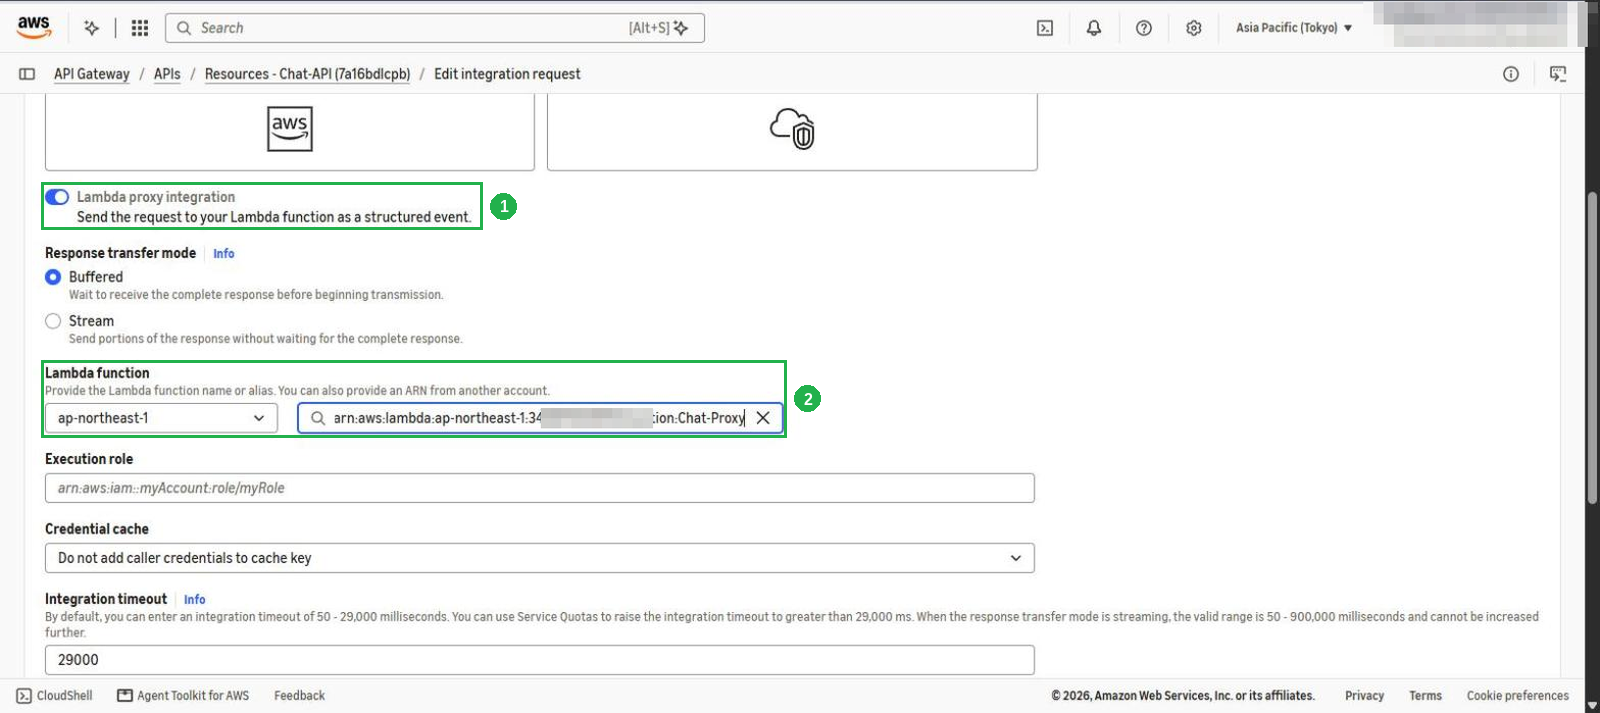 aws
Search
[Alt+S]
Asia Pacific (Tokyo)
API Gateway / APIs / Resources - Chat-API (7a16bdlcpb) / Edit integration request
aws
Lambda proxy integration
Send the request to your Lambda function as a structured event.
1
Response transfer mode Info
Buffered
Wait to receive the complete response before beginning transmission.
Stream
Send portions of the response without waiting for the complete response.
Lambda function
Provide the Lambda function name or alias. You can also provide an ARN from another account.
2
ap-northeast-1
arn:aws:lambda:ap-northeast-1:34 tion:Chat-Proxy
Execution role
arn:aws:iam::myAccount:role/myRole
Credential cache
Do not add caller credentials to cache key
Integration timeout Info
By default, you can enter an integration timeout of 50 - 29,000 milliseconds. You can use Service Quotas to raise the integration timeout to greater than 29,000 ms. When the response transfer mode is streaming, the valid range is 50 - 900,000 milliseconds and cannot be increased
further.
29000
CloudShell Agent Toolkit for AWS Feedback © 2026, Amazon Web Services, Inc. or its affiliates. Privacy Terms Cookie preferences